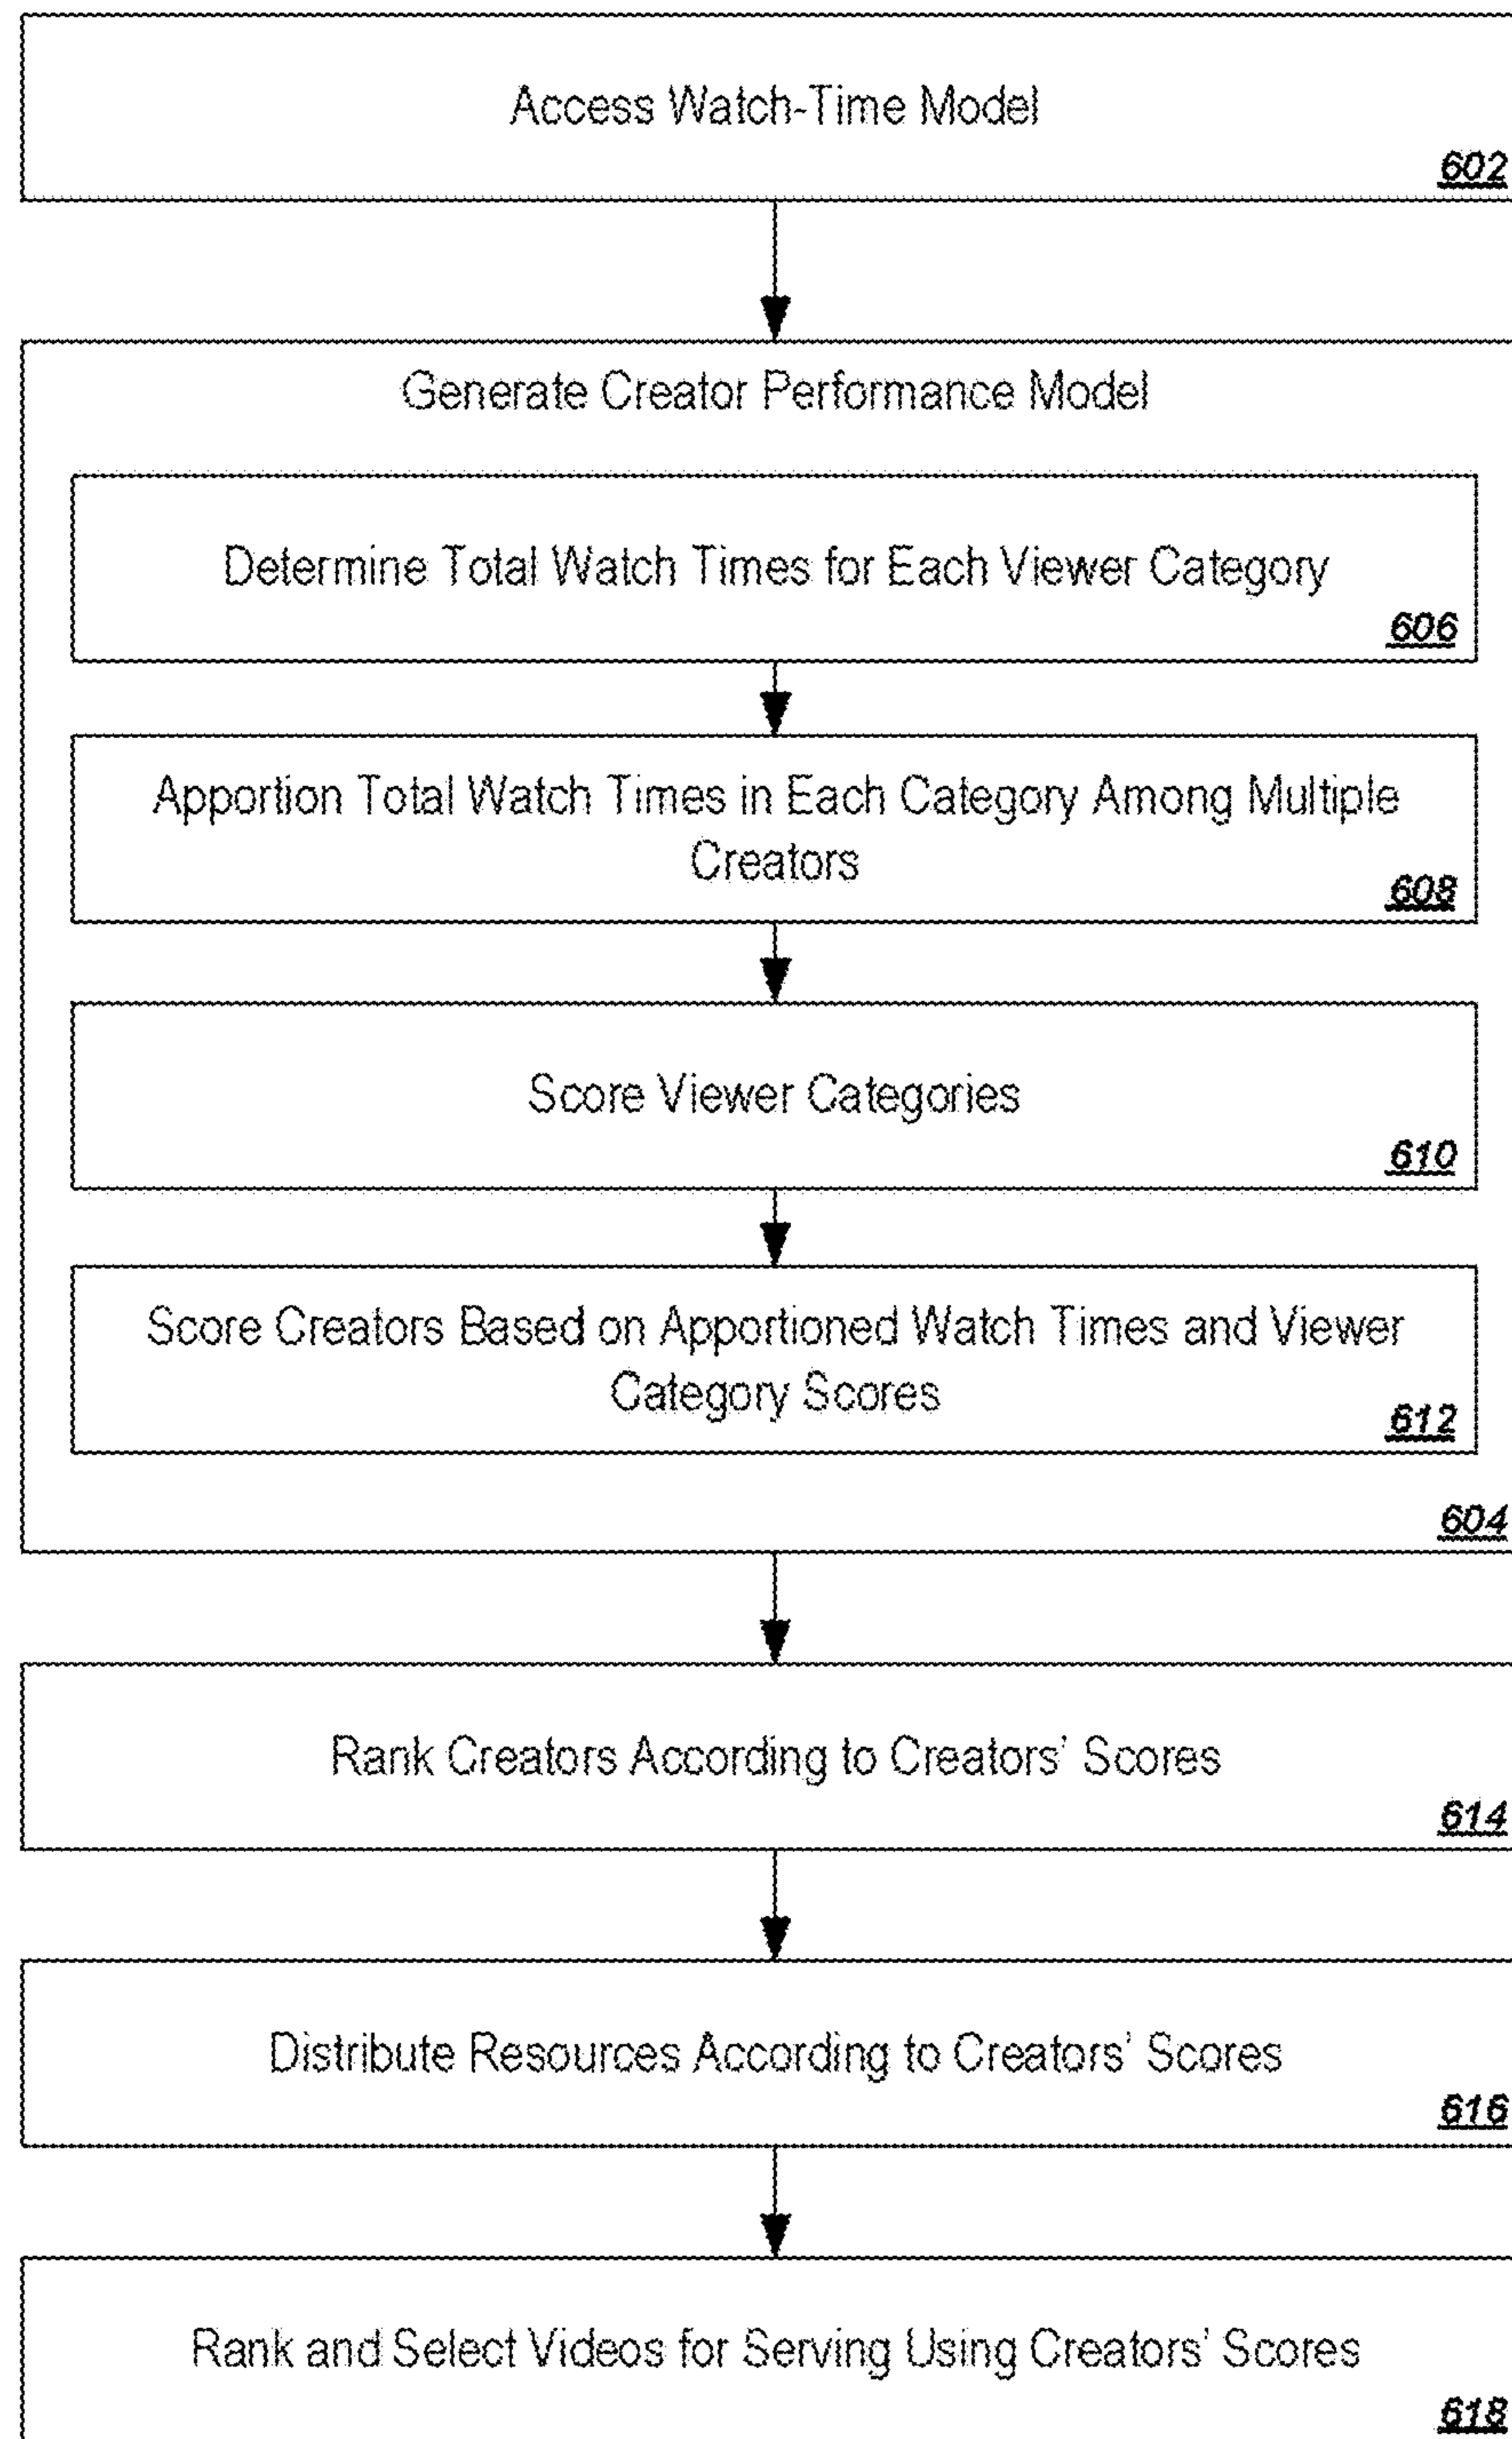 Access Watch-Time Model
602
Generate Creator Performance Model
Determine Total Watch Times for Each Viewer Category
606
Apportion Total Watch Times in Each Category Among Multiple
Creators
608
Score Viewer Categories
610
Score Creators Based on Apportioned Watch Times and Viewer
Category Scores
612
604
Rank Creators According to Creators' Scores
614
Distribute Resources According to Creators' Scores
616
Rank and Select Videos for Serving Using Creators' Scores
618